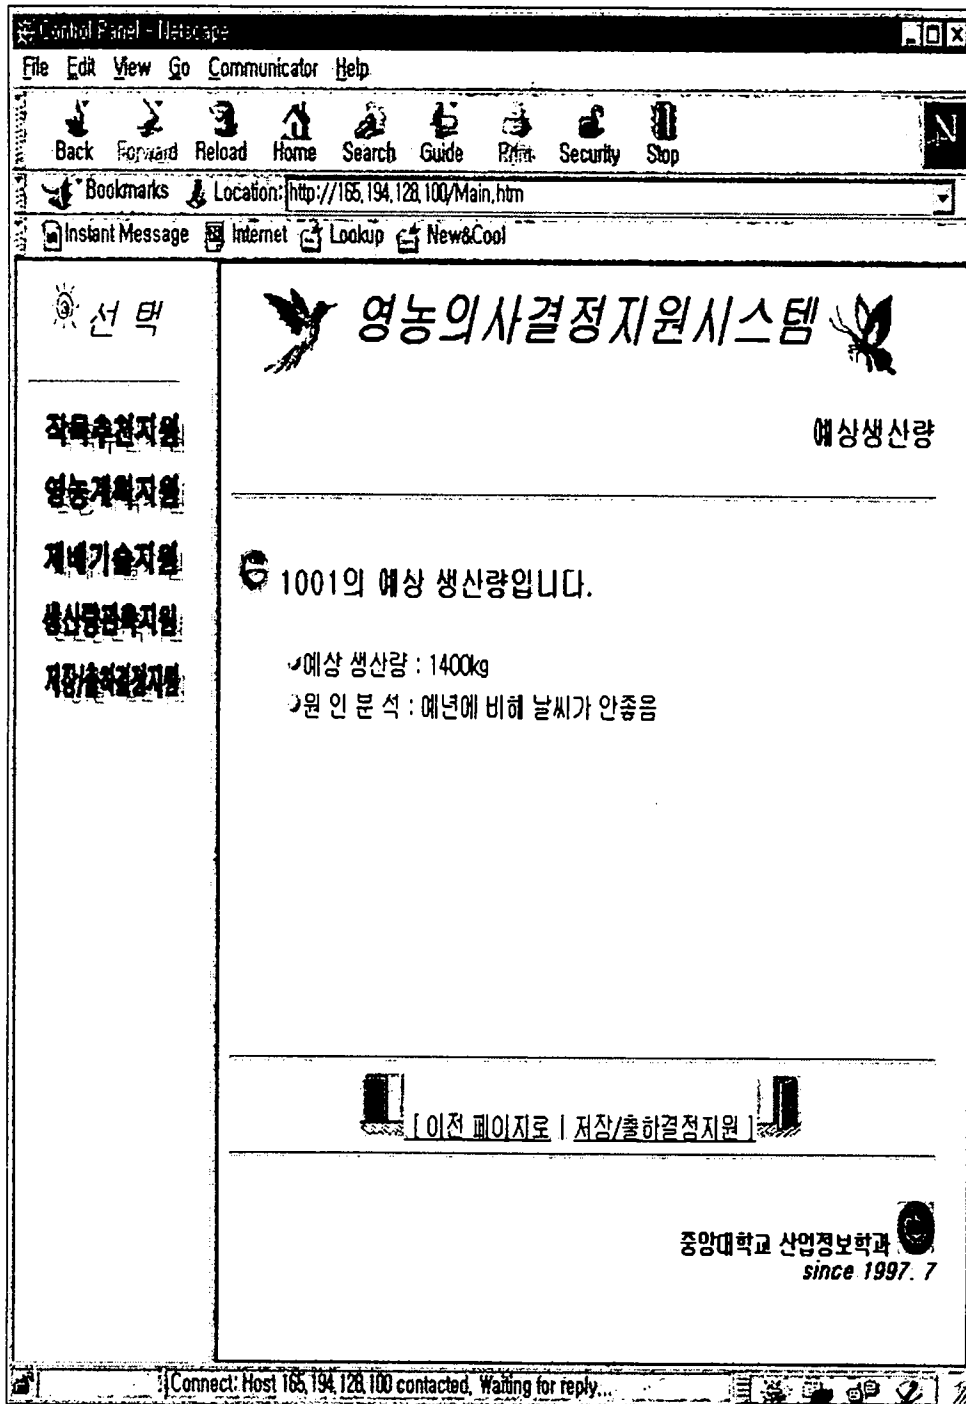 Control Panel - Netscape
File Edit View Go Communicator Help
Back Forward Reload Home Search Guide Print Security Stop
Bookmarks Location: http://165,194,128,100/Main,htm
Instant Message Internet Lookup New&Cool
선 택
영농의사결정지원시스템
작목추천지원
영농계획지원
재배기술지원
생산량관측지원
저장/출하결정지원
예상생산량
1001의 예상 생산량입니다.
예상 생산량 : 1400kg
원 인 분 석 : 예년에 비해 날씨가 안좋음
[ 이전 페이지로 | 저장/출하결정지원 ]
중앙대학교 산업정보학과
since 1997. 7
Connect: Host 165,194,128,100 contacted, Waiting for reply...